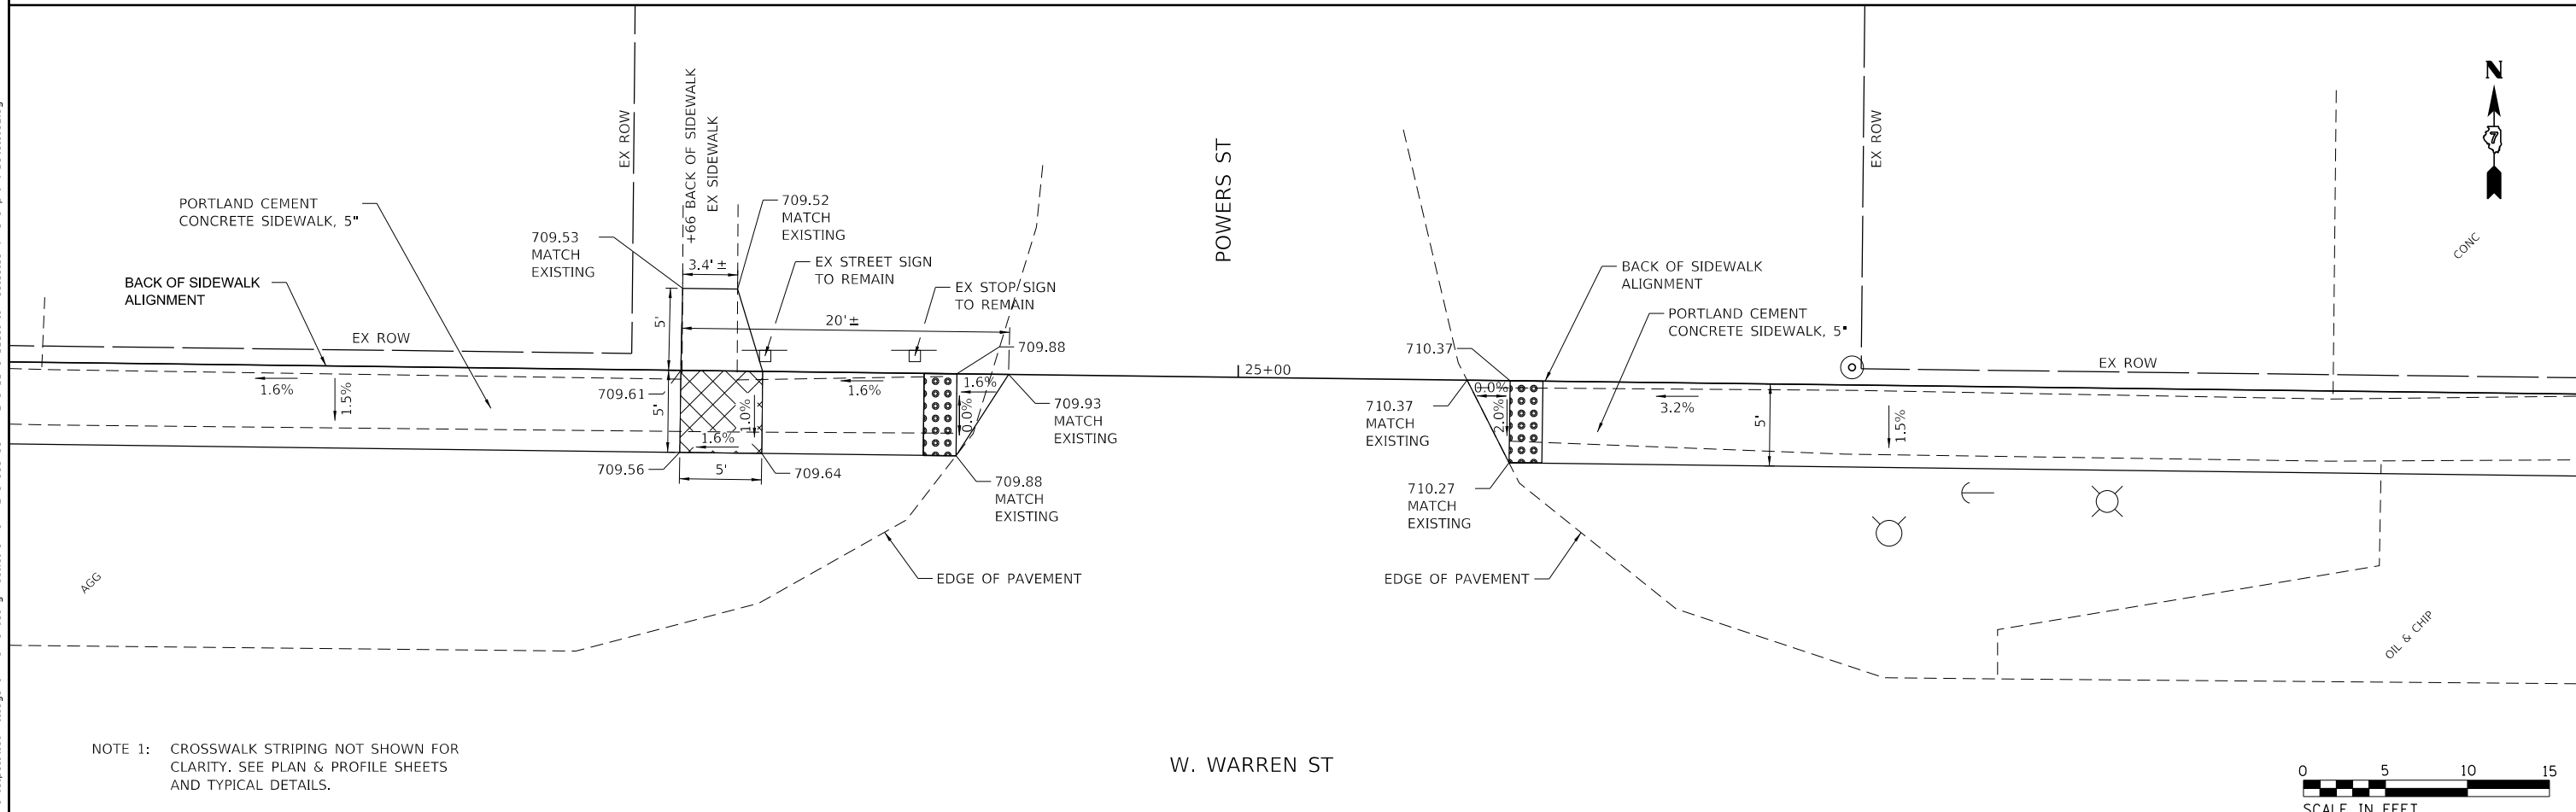 N
7
EX ROW
+66 BACK OF SIDEWALK
EX SIDEWALK
POWERS ST
EX ROW
CONC
PORTLAND CEMENT
CONCRETE SIDEWALK, 5"
709.52
MATCH
EXISTING
709.53
MATCH
EXISTING
3.4' ±
EX STREET SIGN
TO REMAIN
BACK OF SIDEWALK
ALIGNMENT
EX STOP SIGN
TO REMAIN
BACK OF SIDEWALK
ALIGNMENT
PORTLAND CEMENT
CONCRETE SIDEWALK, 5"
5'
20' ±
EX ROW
709.88
710.37
25+00
EX ROW
1.6%
1.5%
709.61
5'
1.0%
1.6%
1.6%
0.0%
709.93
MATCH
EXISTING
710.37
MATCH
EXISTING
0.0%
2.0%
3.2%
5'
1.5%
1.6%
709.56
5'
709.64
709.88
MATCH
EXISTING
710.27
MATCH
EXISTING
AGG
EDGE OF PAVEMENT
EDGE OF PAVEMENT
OIL & CHIP
NOTE 1: CROSSWALK STRIPING NOT SHOWN FOR
CLARITY. SEE PLAN & PROFILE SHEETS
AND TYPICAL DETAILS.
W. WARREN ST
0 5 10 15
SCALE IN FEET